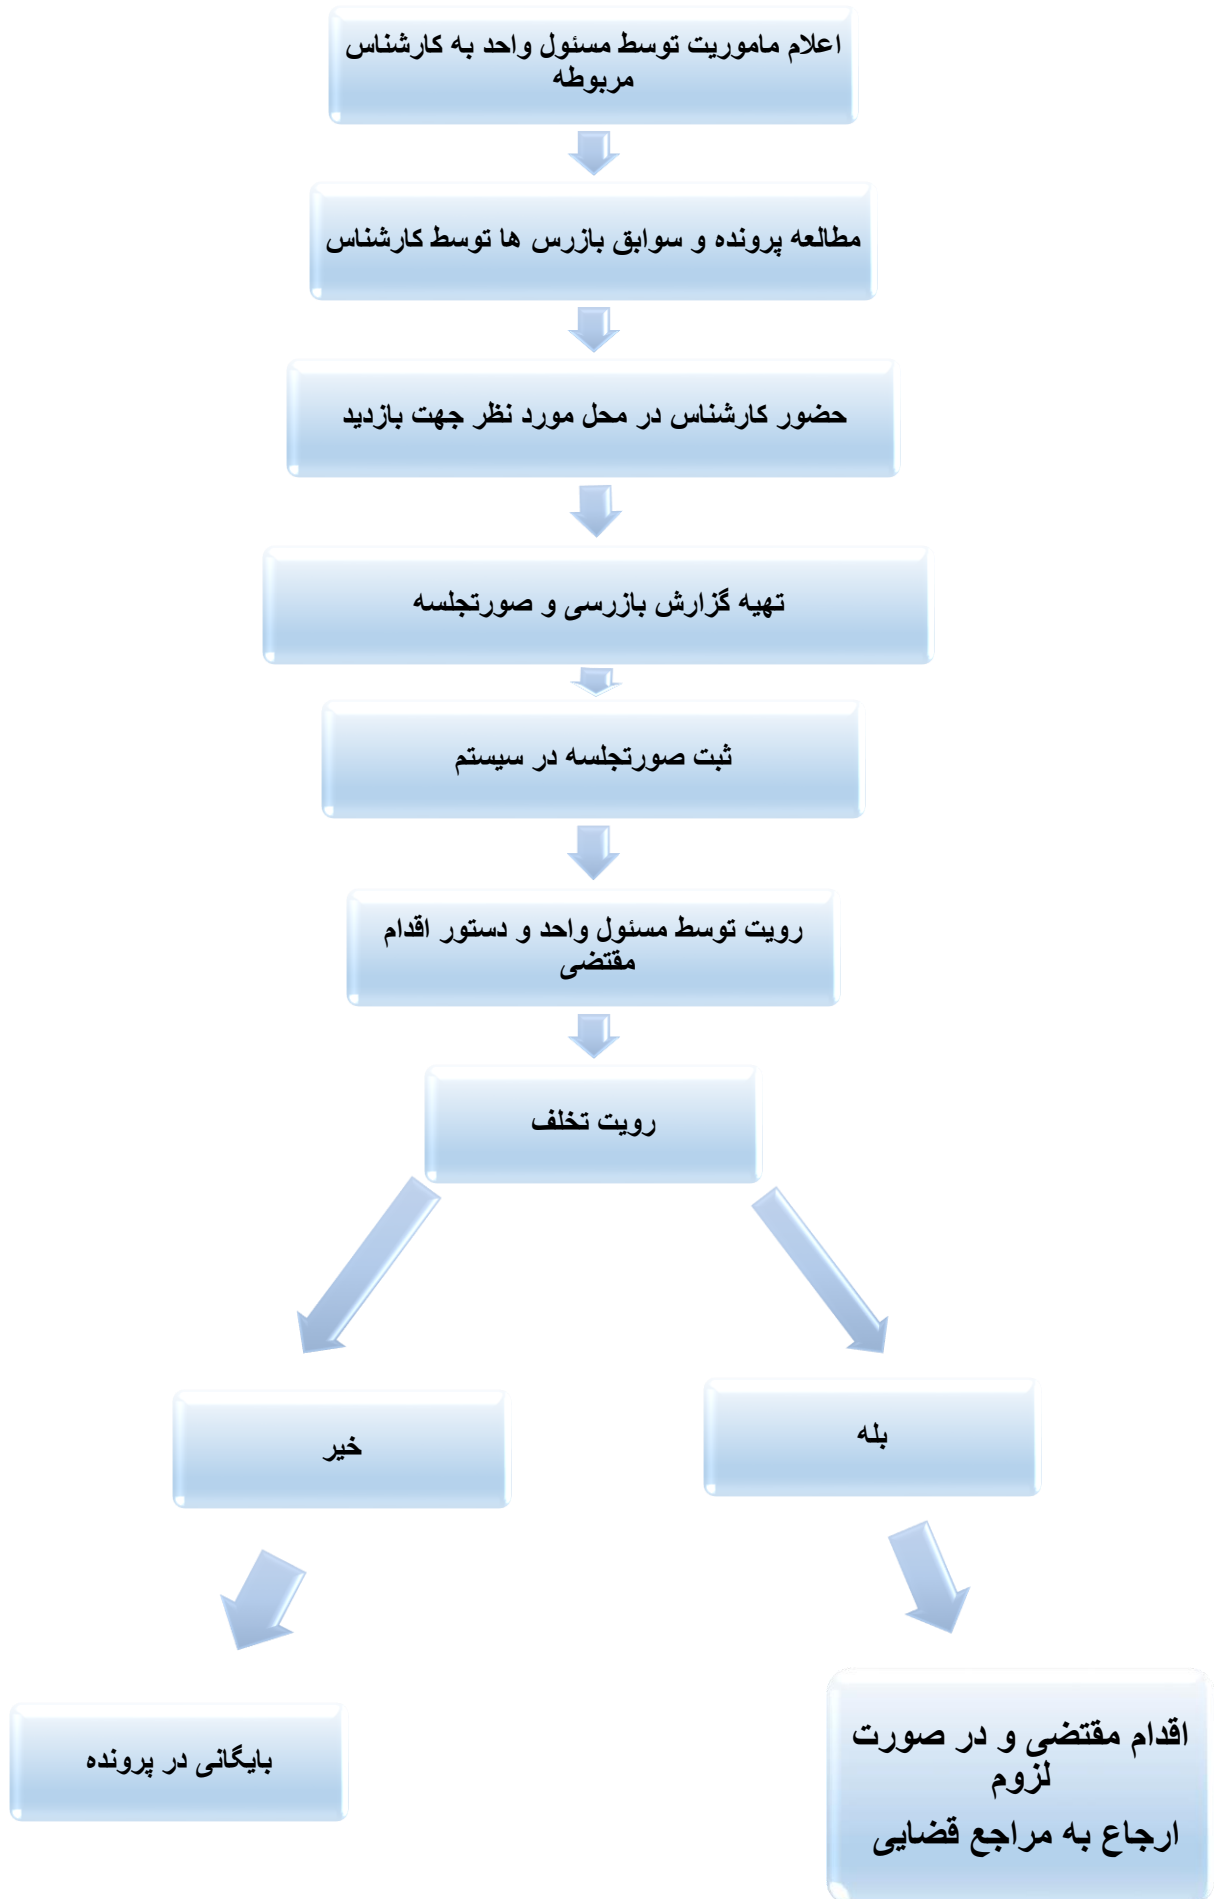 اعلام ماموریت توسط مسئول واحد به کارشناس
مربوطه
مطالعه پرونده و سوابق بازرس ها توسط کارشناس
حضور کارشناس در محل مورد نظر جهت بازدید
تهیه گزارش بازرسی و صورتجلسه
ثبت صورتجلسه در سیستم
رویت توسط مسئول واحد و دستور اقدام
مقتضی
رویت تخلف
بله
خیر
اقدام مقتضی و در صورت
لزوم
ارجاع به مراجع قضایی
بایگانی در پرونده